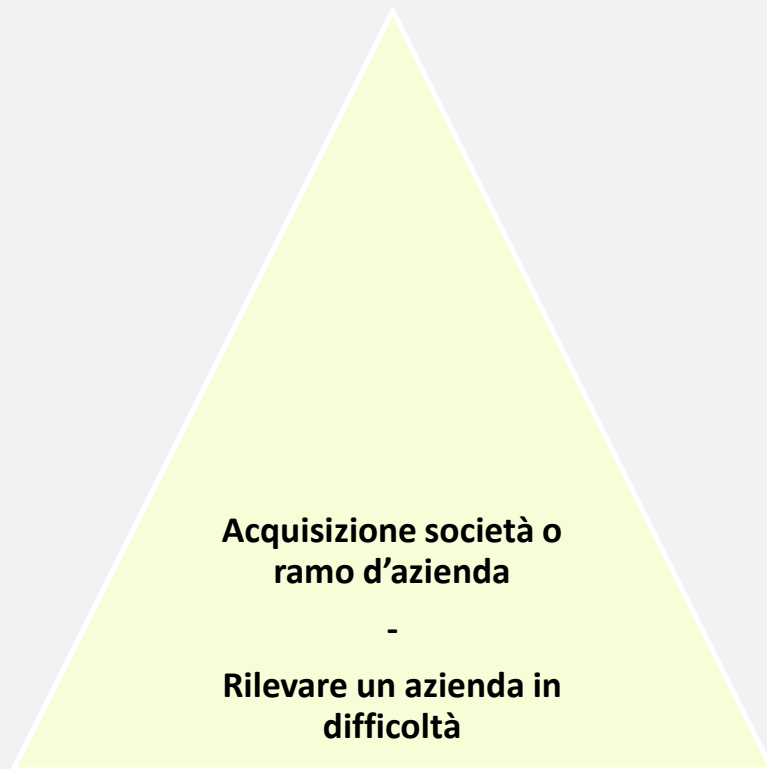 Acquisizione società o
ramo d’azienda
-
Rilevare un azienda in
difficoltà